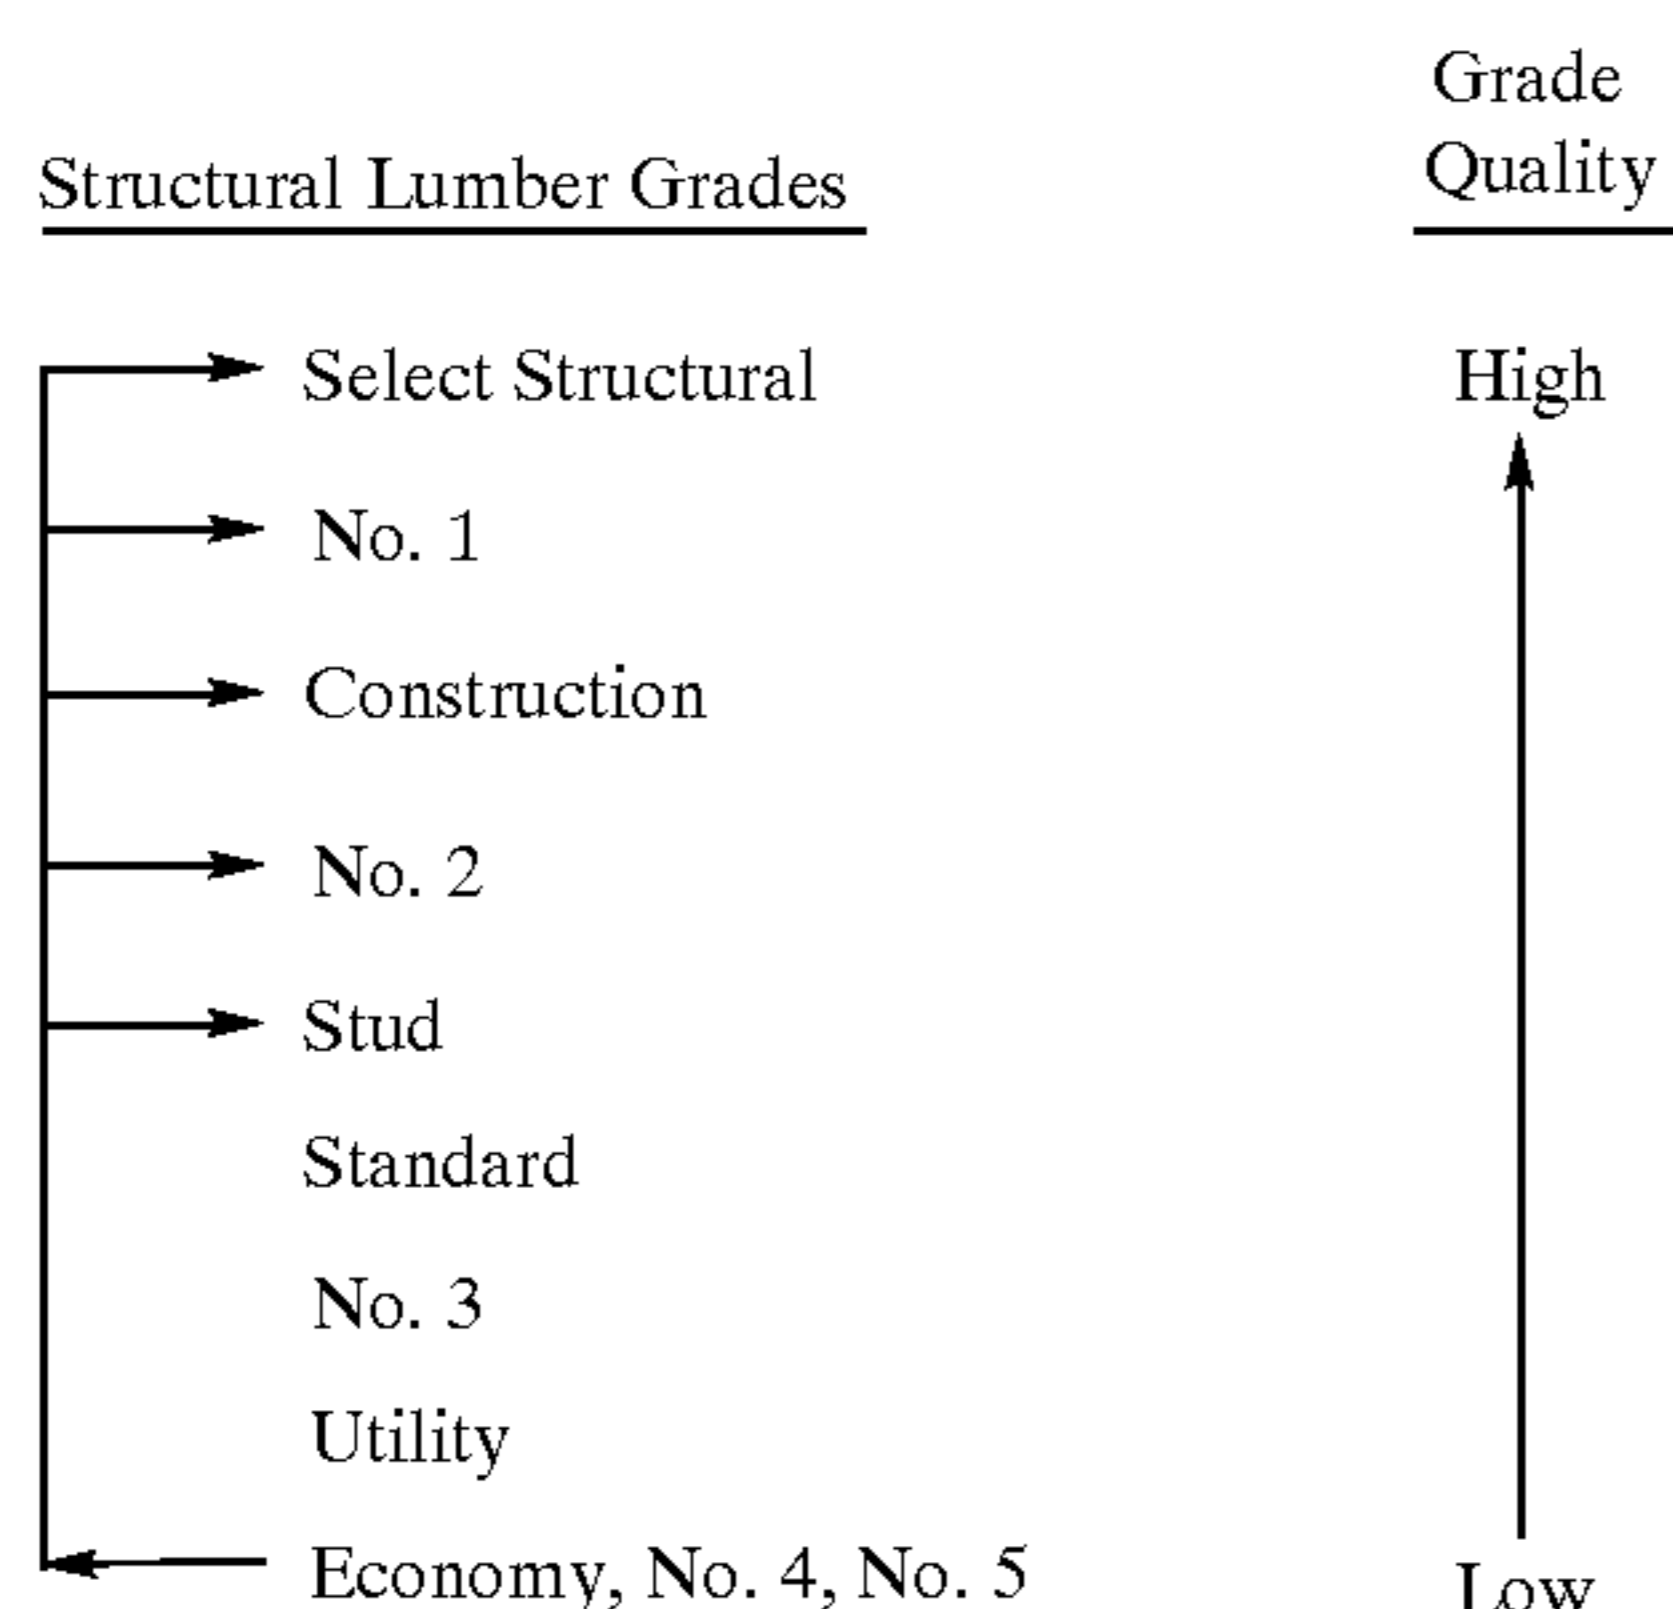 Grade
Quality
Structural Lumber Grades
Select Structural
High
No. 1
Construction
No. 2
Stud
Standard
No. 3
Utility
Economy, No. 4, No. 5
Low